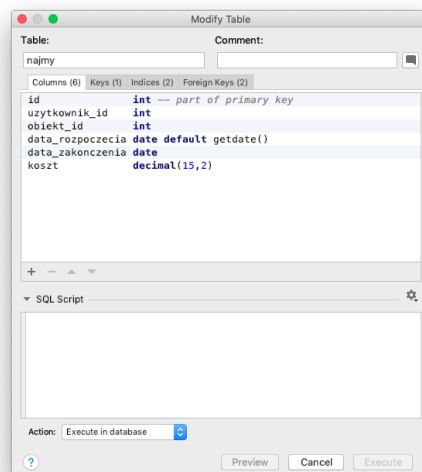 Modify Table
Table:
Comment:
najmy
Columns (6) Keys (1) Indices (2) Foreign Keys (2)
id int -- part of primary key
uzytkownik_id int
obiekt_id int
data_rozpoczecia date default getdate()
data_zakonczenia date
koszt decimal(15,2)
SQL Script
Action: Execute in database
? Preview Cancel Execute